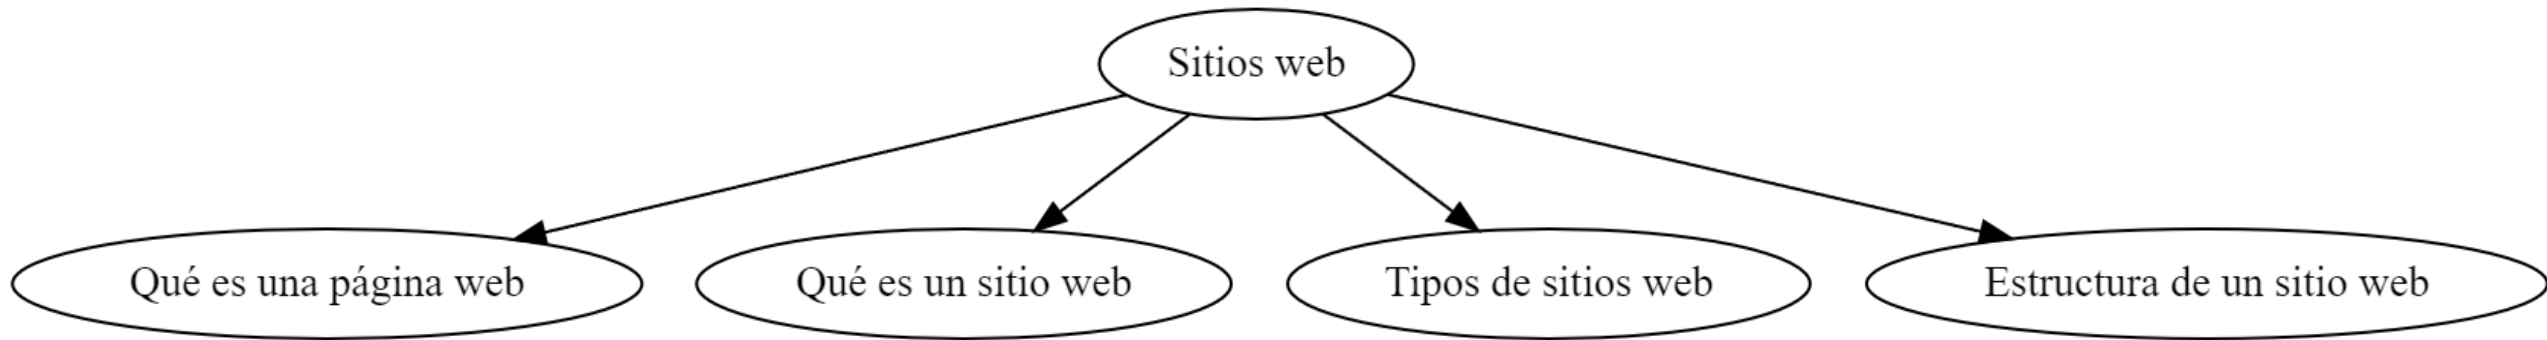 Sitios web
Qué es una página web
Qué es un sitio web
Tipos de sitios web
Estructura de un sitio web